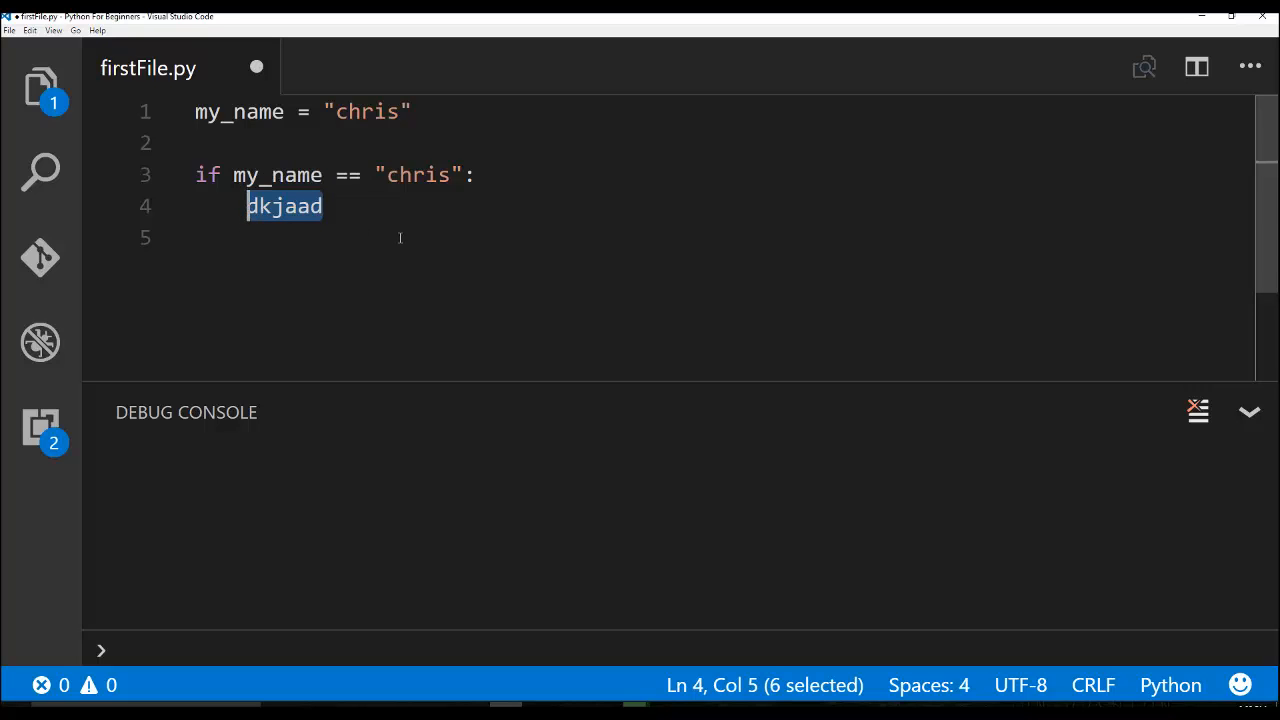 ● firstFile.py - Python For Beginners - Visual Studio Code
File Edit View Go Help
firstFile.py
1 my_name = "chris"
2
3 if my_name == "chris":
4 dkjaad
5
1
2
DEBUG CONSOLE
0 0 Ln 4, Col 5 (6 selected) Spaces: 4 UTF-8 CRLF Python